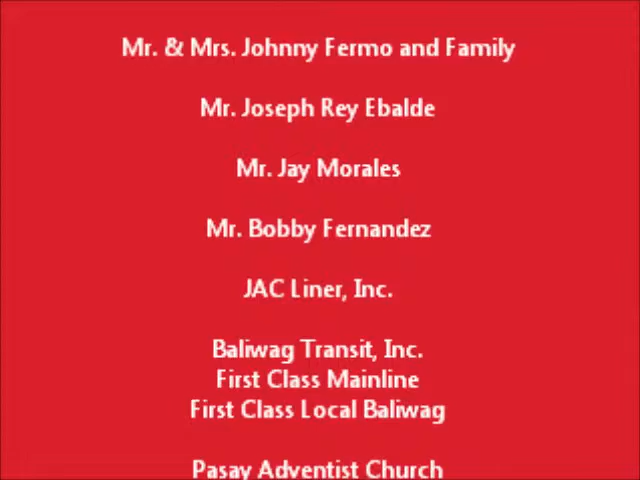 Mr. & Mrs. Johnny Fermo and Family
Mr. Joseph Rey Ebalde
Mr. Jay Morales
Mr. Bobby Fernandez
JAC Liner, Inc.
Baliwag Transit, Inc.
First Class Mainline
First Class Local Baliwag
Pasay Adventist Church